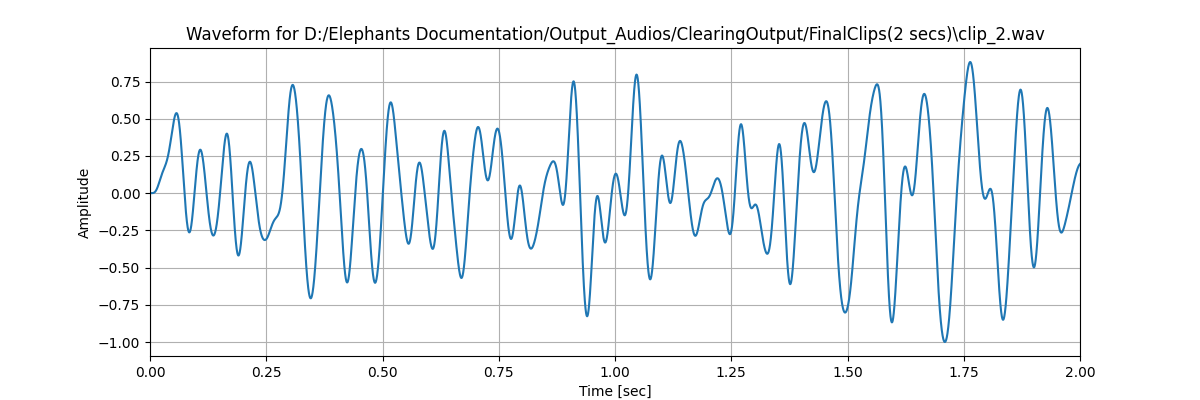 Waveform for D:/Elephants Documentation/Output_Audios/ClearingOutput/FinalClips(2 secs)\clip_2.wav
Amplitude
0.75
0.50
0.25
0.00
−0.25
−0.50
−0.75
−1.00
0.00 0.25 0.50 0.75 1.00 1.25 1.50 1.75 2.00
Time [sec]